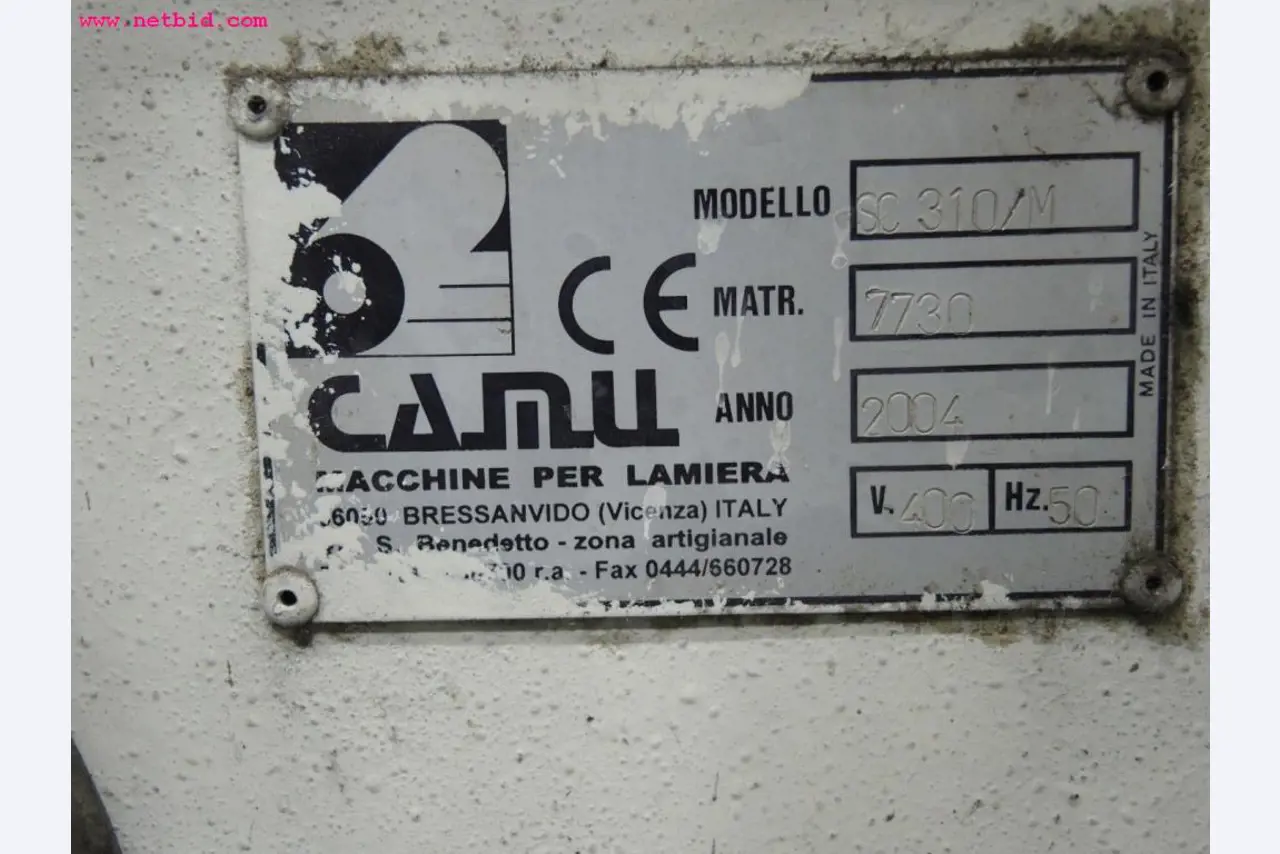 www.netbid.com
MODELLO SC 310/M
CE MATR. 7730
CAMU ANNO 2004
MACCHINE PER LAMIERA
V. 400 Hz. 50
BRESSANVIDO (Vicenza) ITALY
S. Benedetto - zona artigianale
r.a. - Fax 0444/660728
MADE IN ITALY